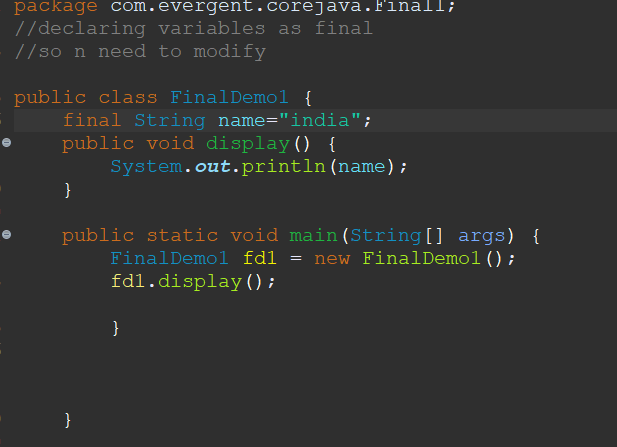 package com.evergent.corejava.Finall;
//declaring variables as final
//so n need to modify
public class FinalDemo1 {
final String name="india";
public void display() {
System.out.println(name);
}
public static void main(String[] args) {
FinalDemo1 fd1 = new FinalDemo1();
fd1.display();
}
}